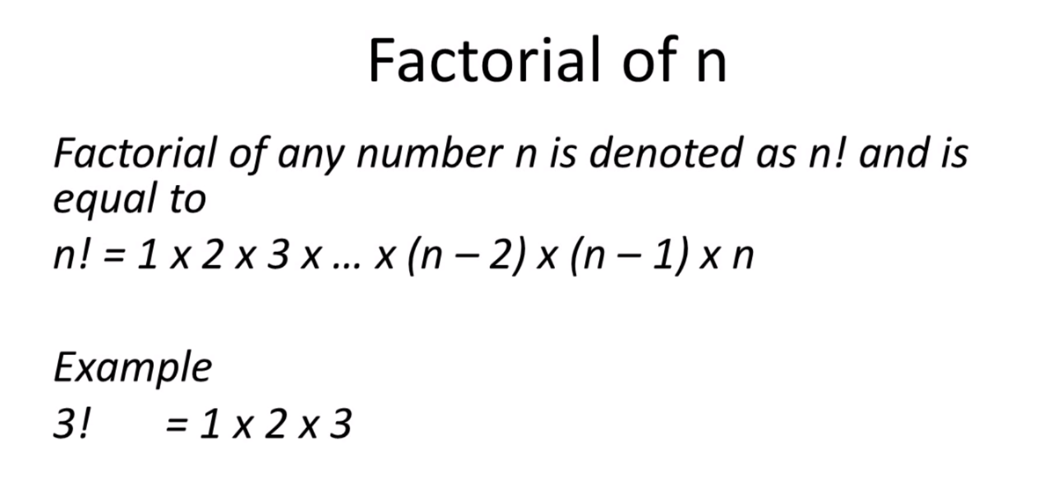 Factorial of n
Factorial of any number n is denoted as n! and is
equal to
n! = 1 x 2 x 3 x ... x (n – 2) x (n – 1) x n
Example
3! = 1 x 2 x 3